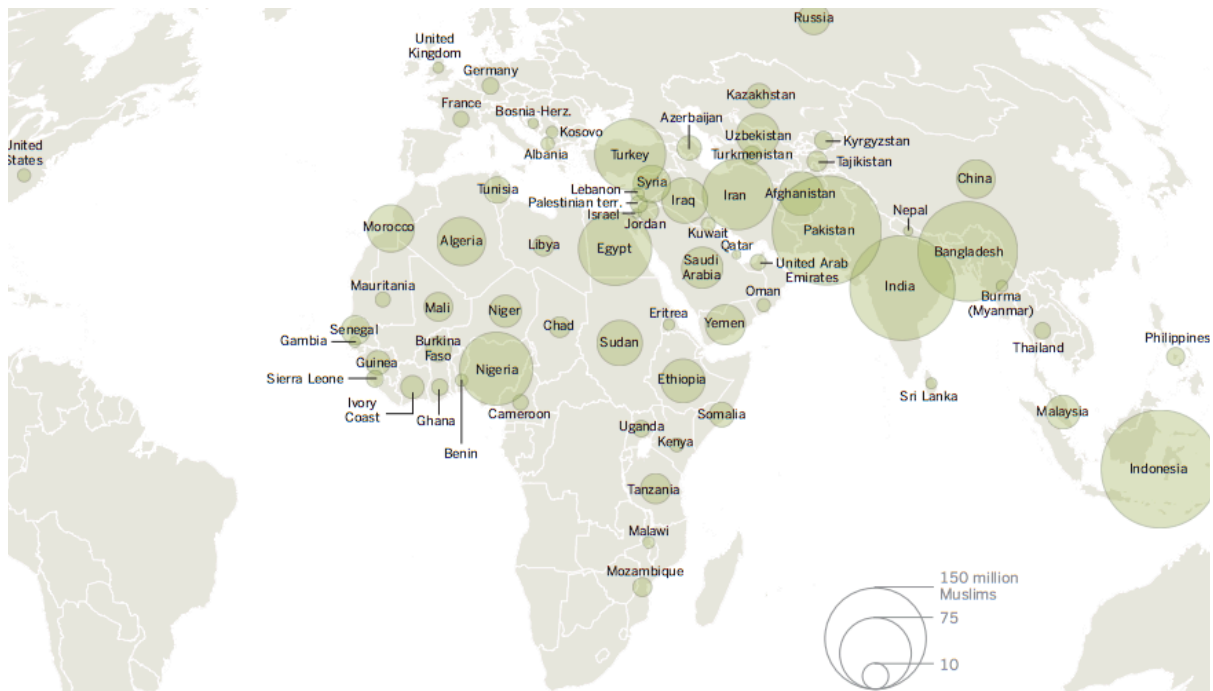 Russia
United
Kingdom
Germany
Kazakhstan
France
Bosnia-Herz.
Azerbaijan
Kosovo
Uzbekistan
Kyrgyzstan
United
States
Albania
Turkey
Turkmenistan
Tajikistan
China
Tunisia
Lebanon
Syria
Iran
Afghanistan
Palestinian terr.
Iraq
Israel
Jordan
Nepal
Morocco
Kuwait
Pakistan
Algeria
Libya
Egypt
Qatar
Bangladesh
Saudi
Arabia
United Arab
Emirates
India
Mauritania
Oman
Burma
(Myanmar)
Mali
Niger
Eritrea
Senegal
Chad
Yemen
Gambia
Burkina
Faso
Sudan
Thailand
Philippines
Guinea
Nigeria
Sierra Leone
Ethiopia
Sri Lanka
Ivory
Coast
Ghana
Cameroon
Somalia
Malaysia
Benin
Uganda
Kenya
Indonesia
Tanzania
Malawi
Mozambique
150 million
Muslims
75
10